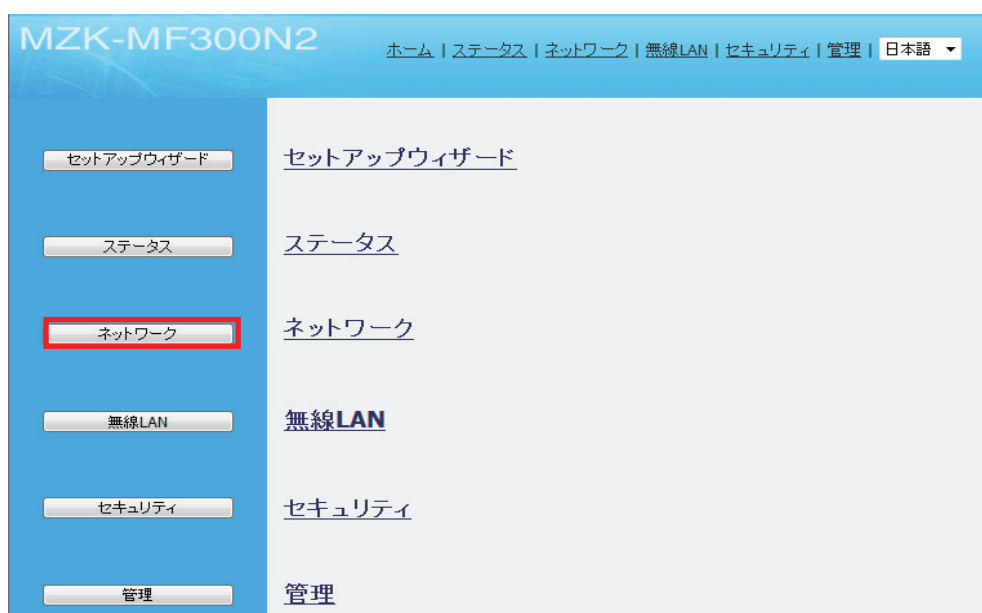 MZK-MF300N2
ホーム | ステータス | ネットワーク | 無線LAN | セキュリティ | 管理 | 日本語
セットアップウィザード セットアップウィザード
ステータス ステータス
ネットワーク ネットワーク
無線LAN 無線LAN
セキュリティ セキュリティ
管理 管理